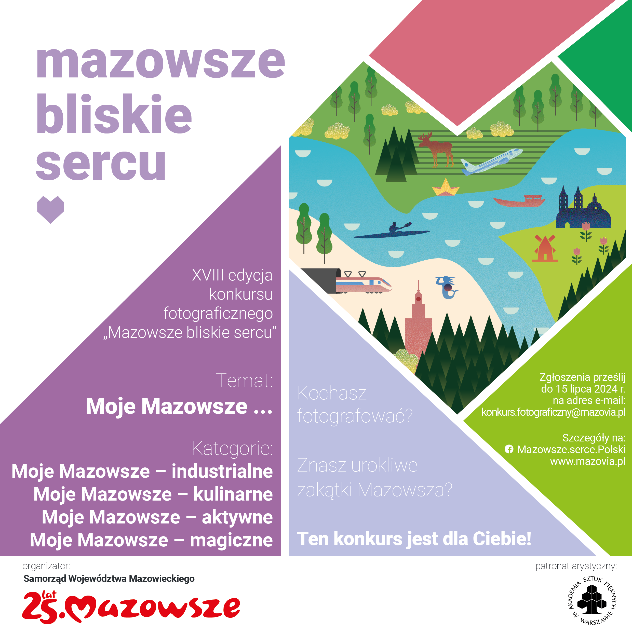 mazowsze
bliskie
sercu
XVIII edycja
konkursu
fotograficznego
„Mazowsze bliskie sercu"
Temat:
Moje Mazowsze ...
Kategorie:
Moje Mazowsze – industrialne
Moje Mazowsze – kulinarne
Moje Mazowsze – aktywne
Moje Mazowsze – magiczne
Kochasz
fotografować?
Znasz urokliwe
zakątki Mazowsza?
Ten konkurs jest dla Ciebie!
Zgłoszenia prześlij
do 15 lipca 2024 r.
na adres e-mail:
konkurs.fotograficzny@mazovia.pl
Szczegóły na:
Mazowsze.serce.Polski
www.mazovia.pl
organizator:
Samorząd Województwa Mazowieckiego
25 lat Mazowsze
patronat artystyczny:
AKADEMIA SZTUK PIĘKNYCH W WARSZAWIE